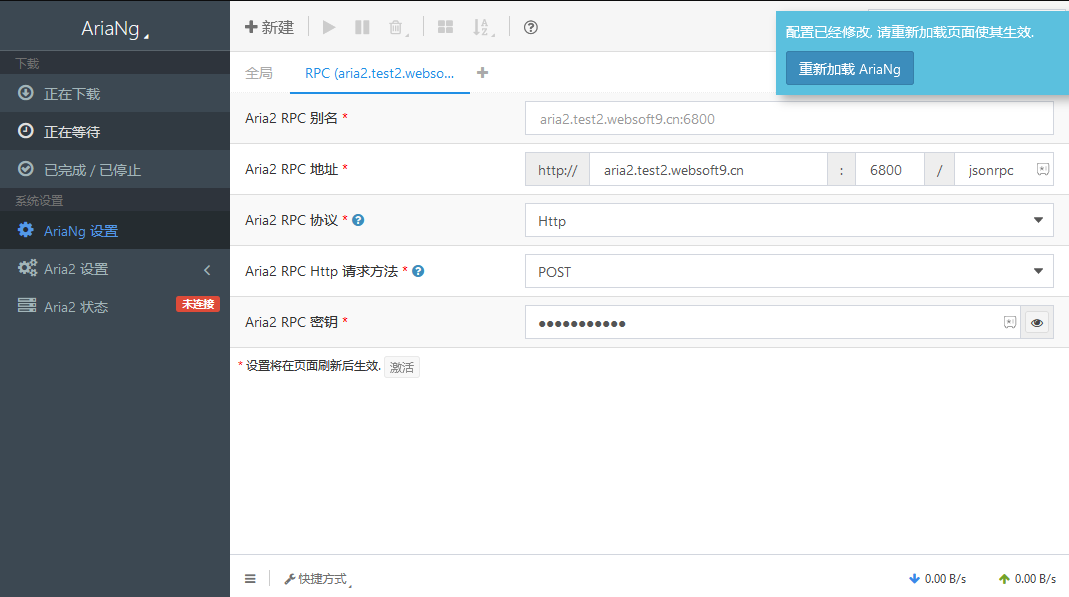 AriaNg
新建
配置已经修改, 请重新加载页面使其生效.
重新加载 AriaNg
下载
正在下载
正在等待
已完成 / 已停止
系统设置
AriaNg 设置
Aria2 设置
Aria2 状态 未连接
全局 RPC (aria2.test2.webso...
Aria2 RPC 别名 * aria2.test2.websoft9.cn:6800
Aria2 RPC 地址 * http:// aria2.test2.websoft9.cn : 6800 / jsonrpc
Aria2 RPC 协议 * Http
Aria2 RPC Http 请求方法 * POST
Aria2 RPC 密钥 * ●●●●●●●●●●●
* 设置将在页面刷新后生效. 激活
快捷方式 0.00 B/s 0.00 B/s